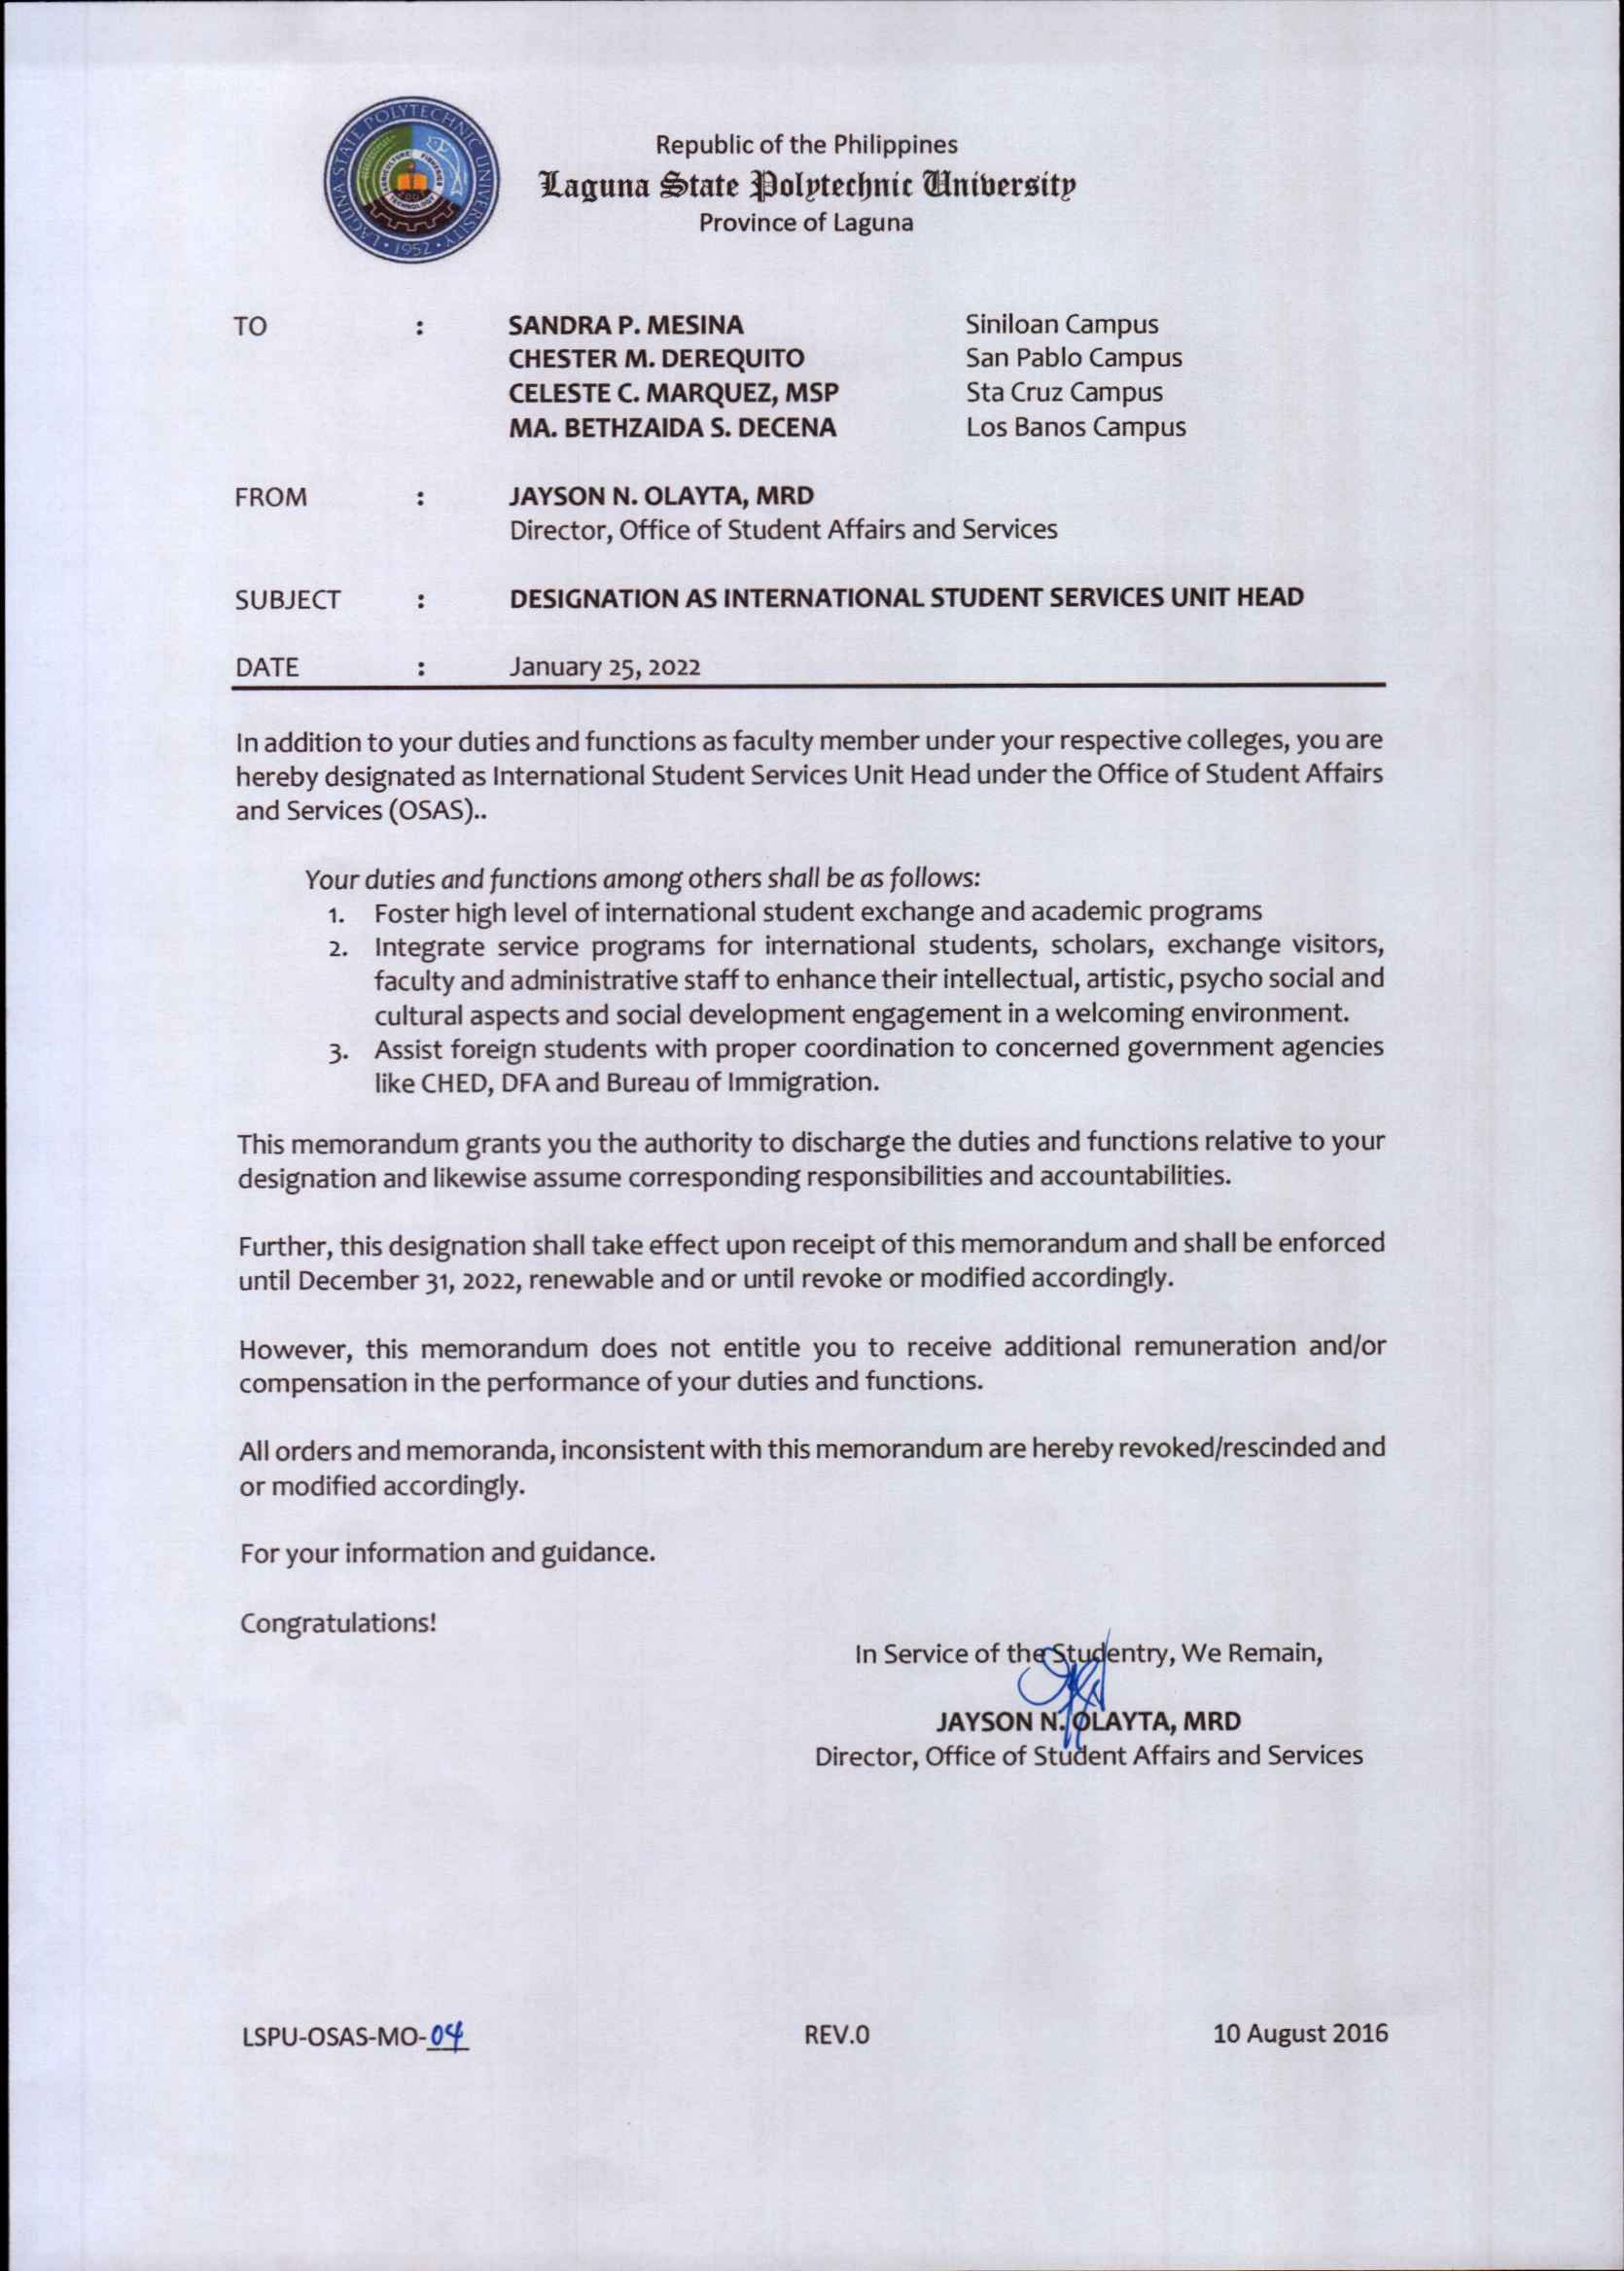 LAGUNA STATE POLYTECHNIC UNIVERSITY
AGRICULTURE FISHERIES
TECHNOLOGY
• 1952 •
Republic of the Philippines
Laguna State Polytechnic University
Province of Laguna
TO : SANDRA P. MESINA Siniloan Campus
CHESTER M. DEREQUITO San Pablo Campus
CELESTE C. MARQUEZ, MSP Sta Cruz Campus
MA. BETHZAIDA S. DECENA Los Banos Campus
FROM : JAYSON N. OLAYTA, MRD
Director, Office of Student Affairs and Services
SUBJECT : DESIGNATION AS INTERNATIONAL STUDENT SERVICES UNIT HEAD
DATE : January 25, 2022
In addition to your duties and functions as faculty member under your respective colleges, you are
hereby designated as International Student Services Unit Head under the Office of Student Affairs
and Services (OSAS)..
Your duties and functions among others shall be as follows:
1. Foster high level of international student exchange and academic programs
2. Integrate service programs for international students, scholars, exchange visitors,
faculty and administrative staff to enhance their intellectual, artistic, psycho social and
cultural aspects and social development engagement in a welcoming environment.
3. Assist foreign students with proper coordination to concerned government agencies
like CHED, DFA and Bureau of Immigration.
This memorandum grants you the authority to discharge the duties and functions relative to your
designation and likewise assume corresponding responsibilities and accountabilities.
Further, this designation shall take effect upon receipt of this memorandum and shall be enforced
until December 31, 2022, renewable and or until revoke or modified accordingly.
However, this memorandum does not entitle you to receive additional remuneration and/or
compensation in the performance of your duties and functions.
All orders and memoranda, inconsistent with this memorandum are hereby revoked/rescinded and
or modified accordingly.
For your information and guidance.
Congratulations!
In Service of the Studentry, We Remain,
JAYSON N. OLAYTA, MRD
Director, Office of Student Affairs and Services
LSPU-OSAS-MO-04 REV.0 10 August 2016